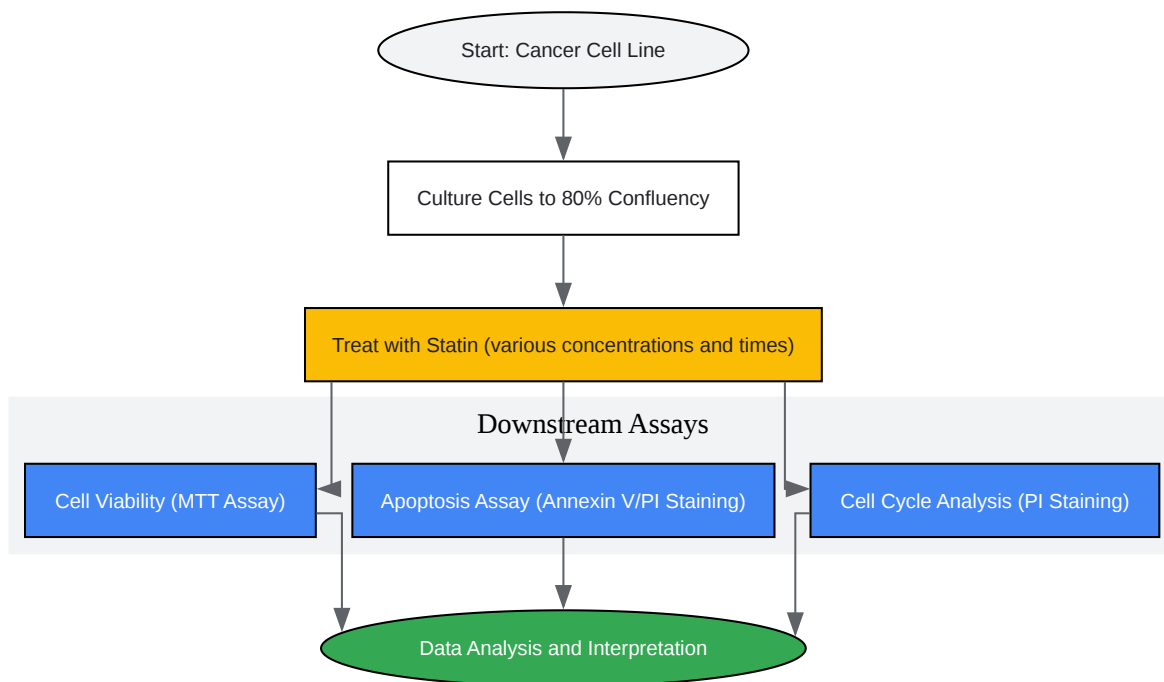 Start: Cancer Cell Line
Culture Cells to 80% Confluency
Treat with Statin (various concentrations and times)
Downstream Assays
Cell Viability (MTT Assay)
Apoptosis Assay (Annexin V/PI Staining)
Cell Cycle Analysis (PI Staining)
Data Analysis and Interpretation